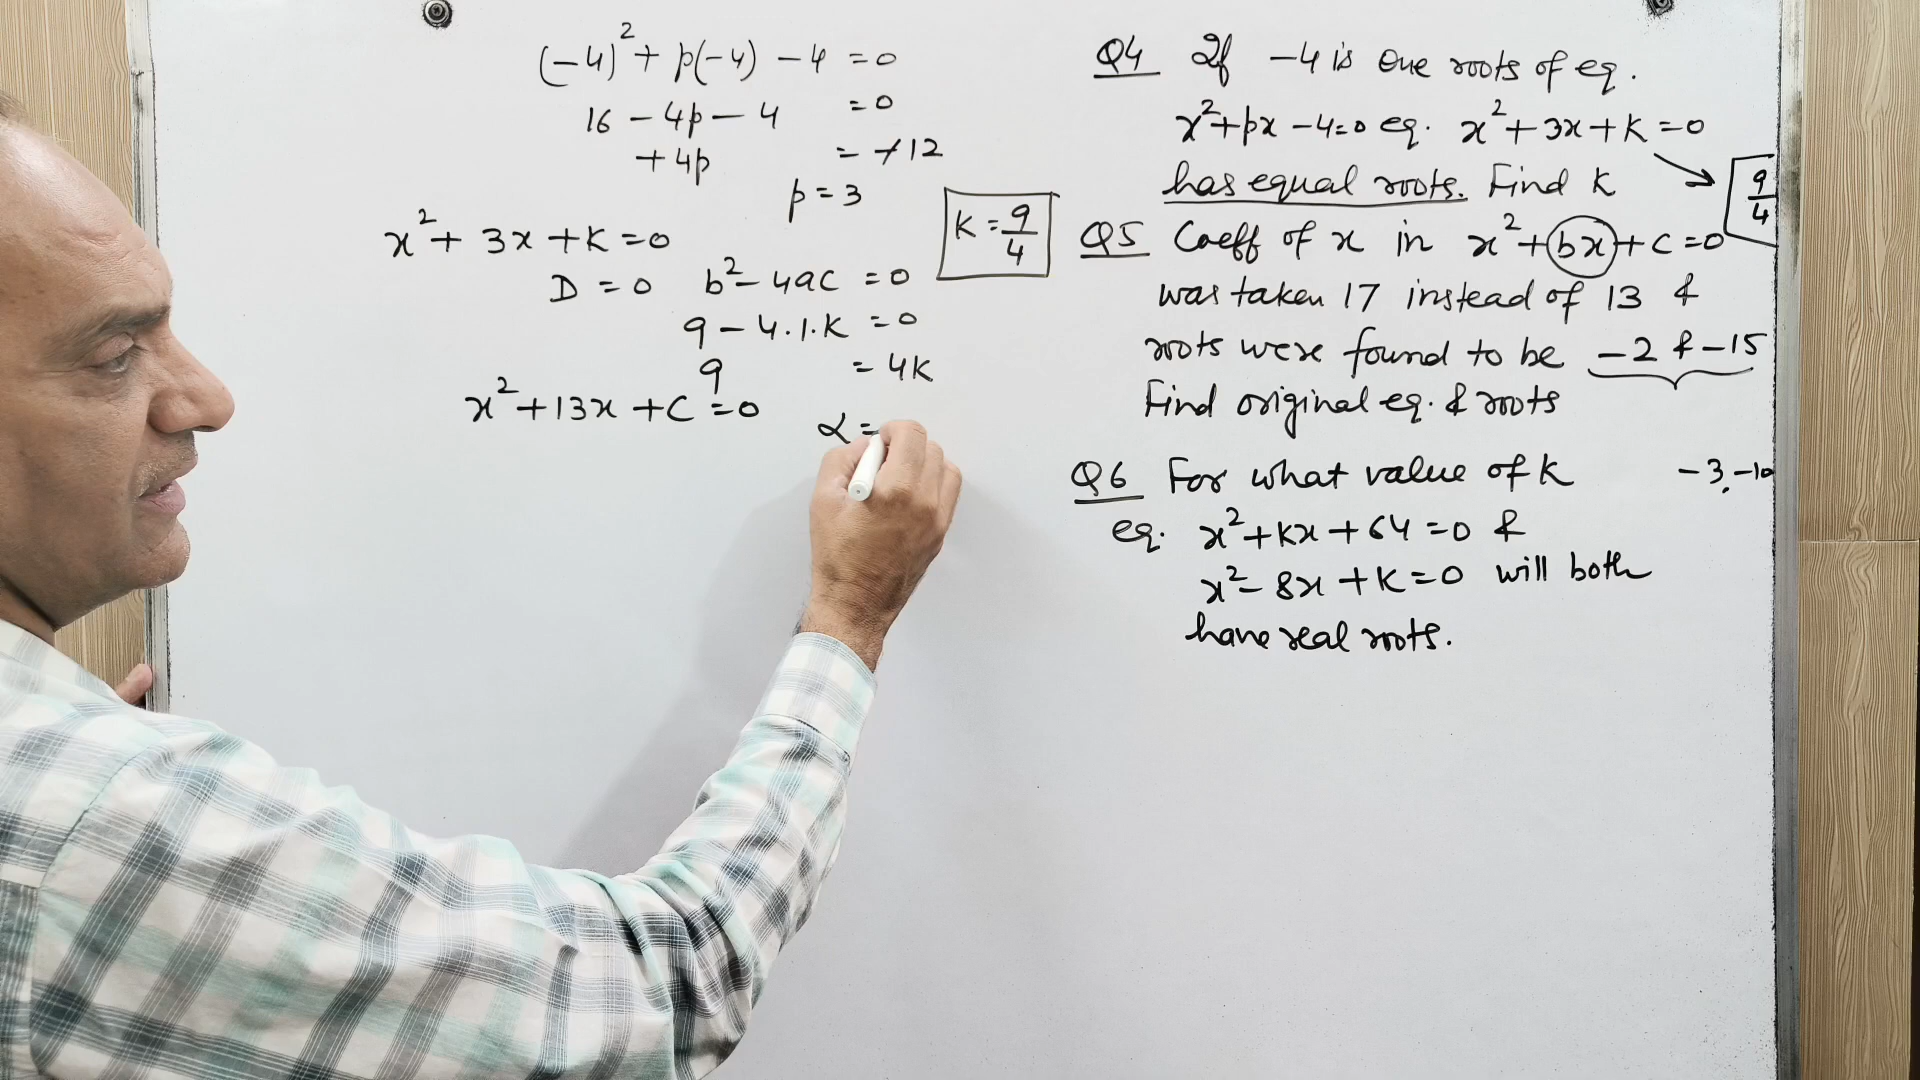 (-4)² + p(-4) - 4 = 0
16 - 4p - 4 = 0
+ 4p = +12
p = 3
x² + 3x + K = 0
K = 9/4
D = 0 b² - 4ac = 0
9 - 4.1.K = 0
9 = 4K
x² + 13x + C = 0
α =
Q4 If -4 is one roots of eq.
x² + px - 4 = 0 eq. x² + 3x + K = 0
has equal roots. Find K
9/4
Q5 Coeff of x in x² + bx + c = 0
was taken 17 instead of 13 &
roots were found to be -2 & -15
Find original eq. & roots
-3, -10
Q6 For what value of K
eq. x² + Kx + 64 = 0 &
x² - 8x + K = 0 will both
have real roots.